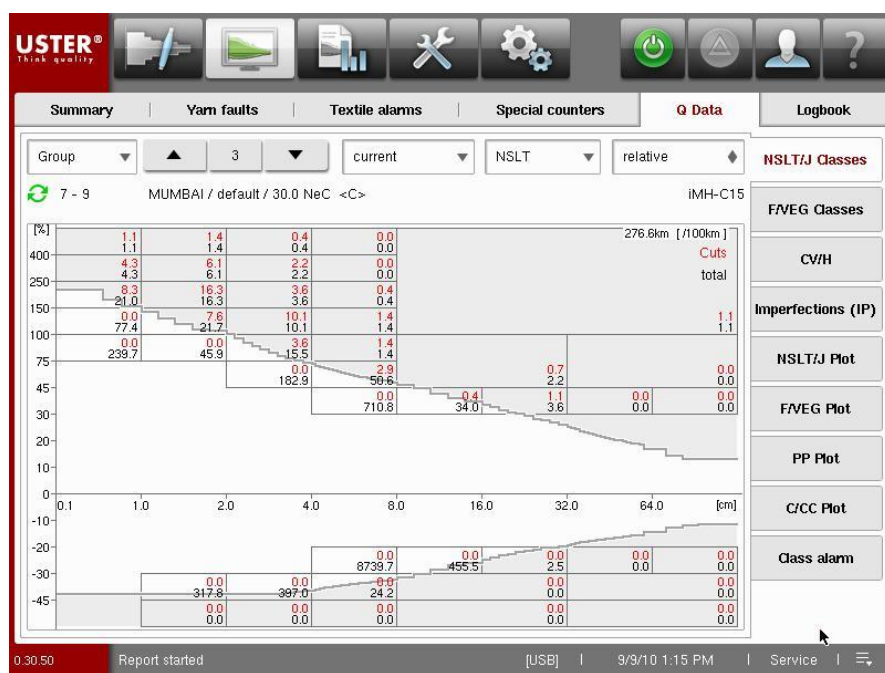 USTER®
Think quality
?
Summary | Yarn faults | Textile alarms | Special counters Q Data Logbook
Group 3 current NSLT relative
NSLT/J Classes
7 - 9 MUMBAI / default / 30.0 NeC <C> iMH-C15
F/VEG Classes
CV/H
Imperfections (IP)
NSLT/J Plot
F/VEG Plot
PP Plot
C/CC Plot
Class alarm
[%] 276.6km [/100km]
1.1 1.4 0.4 0.0
1.1 1.4 0.4 0.0
Cuts
400
4.3 6.1 2.2 0.0
4.3 6.1 2.2 0.0
total
250
8.3 16.3 3.6 0.4
21.0 16.3 3.6 0.4
150
0.0 7.6 10.1 1.4 1.1
77.4 21.7 10.1 1.4 1.1
100
0.0 0.0 3.6 1.4
239.7 45.9 15.5 1.4
75
0.0 2.9 0.7 0.0
182.9 50.6 2.2 0.0
45
0.0 0.4 1.1 0.0 0.0
710.8 34.0 3.6 0.0 0.0
30
20
10
0
0.1 1.0 2.0 4.0 8.0 16.0 32.0 64.0 [cm]
-10
-20
0.0 0.0 0.0 0.0 0.0
8739.7 455.5 2.5 0.0 0.0
-30
0.0 0.0 0.0 0.0 0.0
317.8 397.0 24.2 0.0 0.0
-45
0.0 0.0 0.0 0.0 0.0
0.0 0.0 0.0 0.0 0.0
0.30.50 Report started [USB] | 9/9/10 1:15 PM | Service |